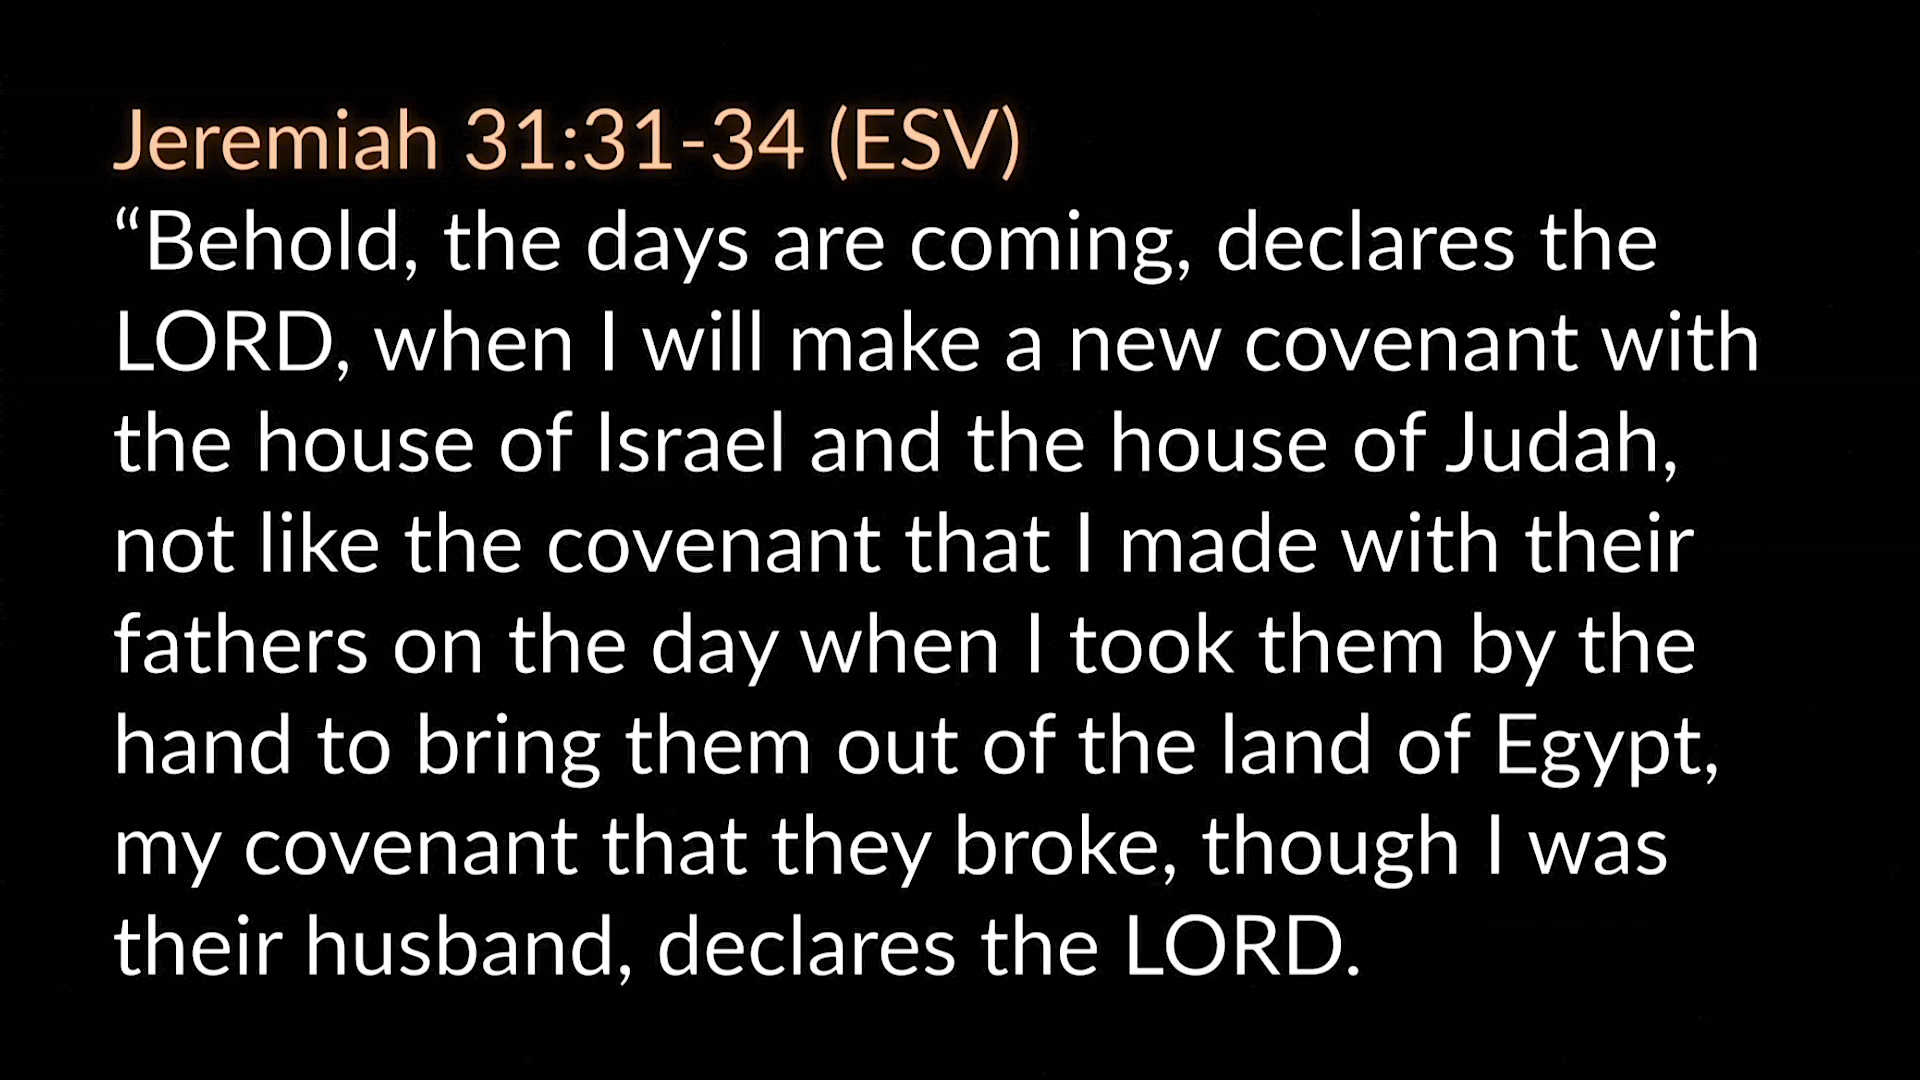 Jeremiah 31:31-34 (ESV)
“Behold, the days are coming, declares the
LORD, when I will make a new covenant with
the house of Israel and the house of Judah,
not like the covenant that I made with their
fathers on the day when I took them by the
hand to bring them out of the land of Egypt,
my covenant that they broke, though I was
their husband, declares the LORD.